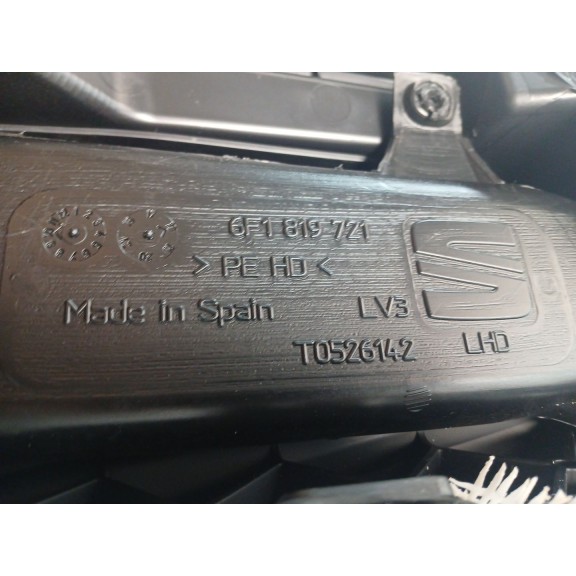 6F1 819 721
> PE HD <
Made in Spain LV3
T0526142 LHD